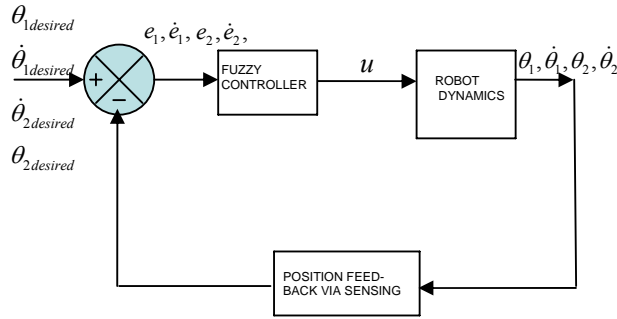 θ1desired
θ̇1desired
θ̇2desired
θ2desired
+
−
e1, ė1, e2, ė2,
FUZZY
CONTROLLER
u
ROBOT
DYNAMICS
θ1, θ̇1, θ2, θ̇2
POSITION FEED-
BACK VIA SENSING